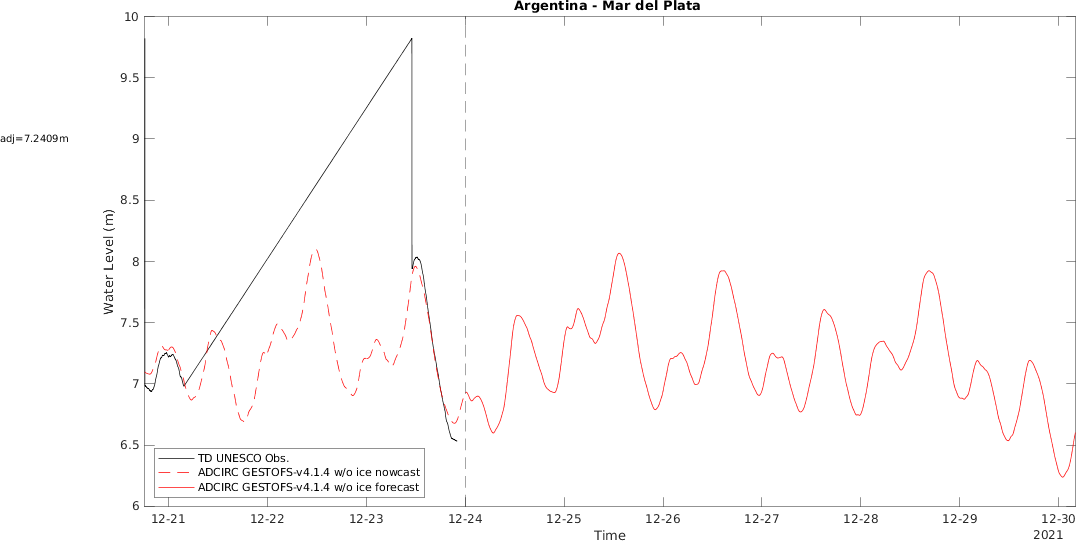 Argentina - Mar del Plata
adj=7.2409m
Water Level (m)
10
9.5
9
8.5
8
7.5
7
6.5
6
TD UNESCO Obs.
ADCIRC GESTOFS-v4.1.4 w/o ice nowcast
ADCIRC GESTOFS-v4.1.4 w/o ice forecast
12-21 12-22 12-23 12-24 12-25 12-26 12-27 12-28 12-29 12-30
Time
2021